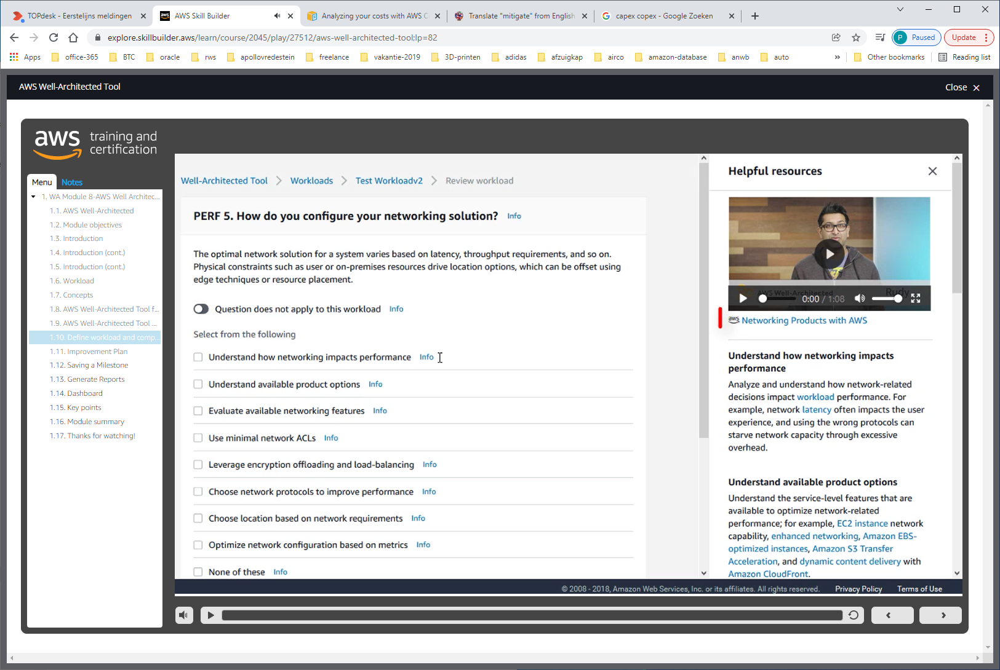 TOPdesk - Eerstelijns meldingen
AWS Skill Builder
Analyzing your costs with AWS C
Translate "mitigate" from English
capex copex - Google Zoeken
explore.skillbuilder.aws/learn/course/2045/play/27512/aws-well-architected-tool;lp=82
P Paused
Update
Apps office-365 BTC oracle rws apollovredestein freelance vakantie-2019 3D-printen adidas afzuigkap airco amazon-database anwb auto » Other bookmarks Reading list
AWS Well-Architected Tool
Close
aws training and
certification
Menu Notes
1. WA Module 8-AWS Well Architec...
1.1. AWS Well-Architected
1.2. Module objectives
1.3. Introduction
1.4. Introduction (cont.)
1.5. Introduction (cont.)
1.6. Workload
1.7. Concepts
1.8. AWS Well-Architected Tool f...
1.9. AWS Well-Architected Tool ...
1.10. Define workload and comp...
1.11. Improvement Plan
1.12. Saving a Milestone
1.13. Generate Reports
1.14. Dashboard
1.15. Key points
1.16. Module summary
1.17. Thanks for watching!
Well-Architected Tool > Workloads > Test Workloadv2 > Review workload
PERF 5. How do you configure your networking solution? Info
The optimal network solution for a system varies based on latency, throughput requirements, and so on.
Physical constraints such as user or on-premises resources drive location options, which can be offset using
edge techniques or resource placement.
Question does not apply to this workload Info
Select from the following
Understand how networking impacts performance Info
Understand available product options Info
Evaluate available networking features Info
Use minimal network ACLs Info
Leverage encryption offloading and load-balancing Info
Choose network protocols to improve performance Info
Choose location based on network requirements Info
Optimize network configuration based on metrics Info
None of these Info
Helpful resources
AWS Well-Architected
Rudy
0:00 / 1:08
aws Networking Products with AWS
Understand how networking impacts
performance
Analyze and understand how network-related
decisions impact workload performance. For
example, network latency often impacts the user
experience, and using the wrong protocols can
starve network capacity through excessive
overhead.
Understand available product options
Understand the service-level features that are
available to optimize network-related
performance; for example, EC2 instance network
capability, enhanced networking, Amazon EBS-
optimized instances, Amazon S3 Transfer
Acceleration, and dynamic content delivery with
Amazon CloudFront.
© 2008 - 2018, Amazon Web Services, Inc. or its affiliates. All rights reserved. Privacy Policy Terms of Use